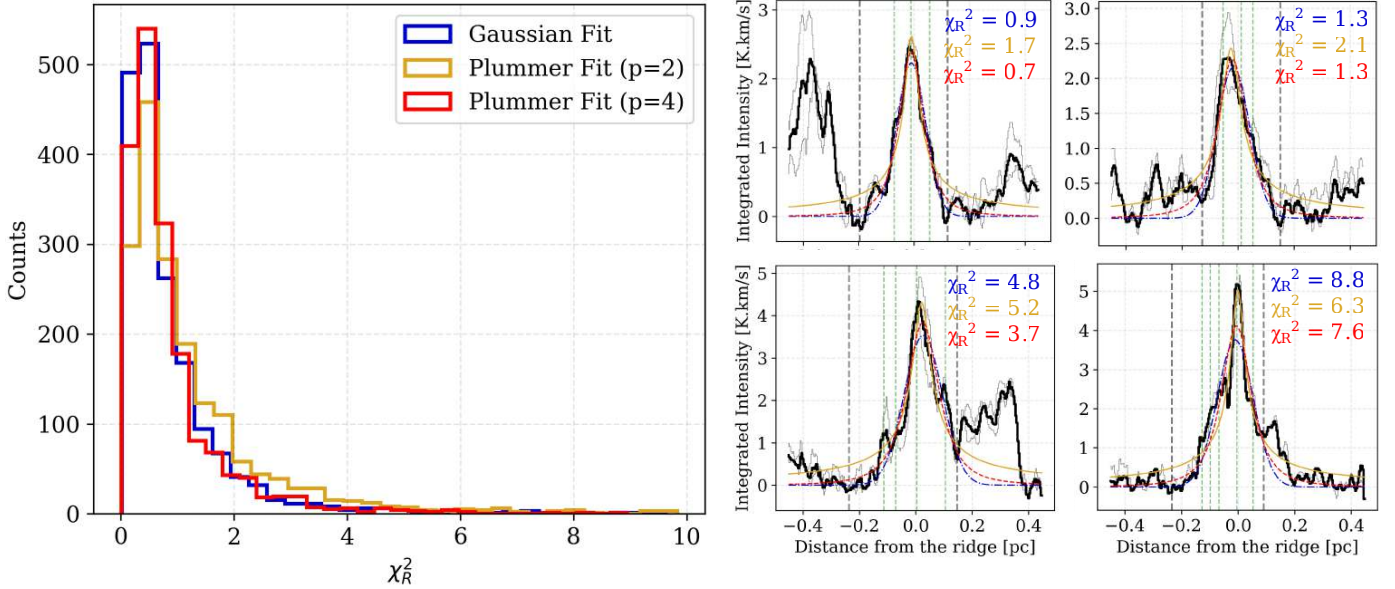 Gaussian Fit
Plummer Fit (p=2)
Plummer Fit (p=4)
Counts
500
400
300
200
100
0
0 2 4 6 8 10
χ²R
Integrated Intensity [K.km/s]
3
2
1
0
χR² = 0.9
χR² = 1.7
χR² = 0.7
3.0
2.5
2.0
1.5
1.0
0.5
0.0
χR² = 1.3
χR² = 2.1
χR² = 1.3
Integrated Intensity [K.km/s]
5
4
3
2
1
0
χR² = 4.8
χR² = 5.2
χR² = 3.7
−0.4 −0.2 0.0 0.2 0.4
Distance from the ridge [pc]
5
4
3
2
1
0
χR² = 8.8
χR² = 6.3
χR² = 7.6
−0.4 −0.2 0.0 0.2 0.4
Distance from the ridge [pc]